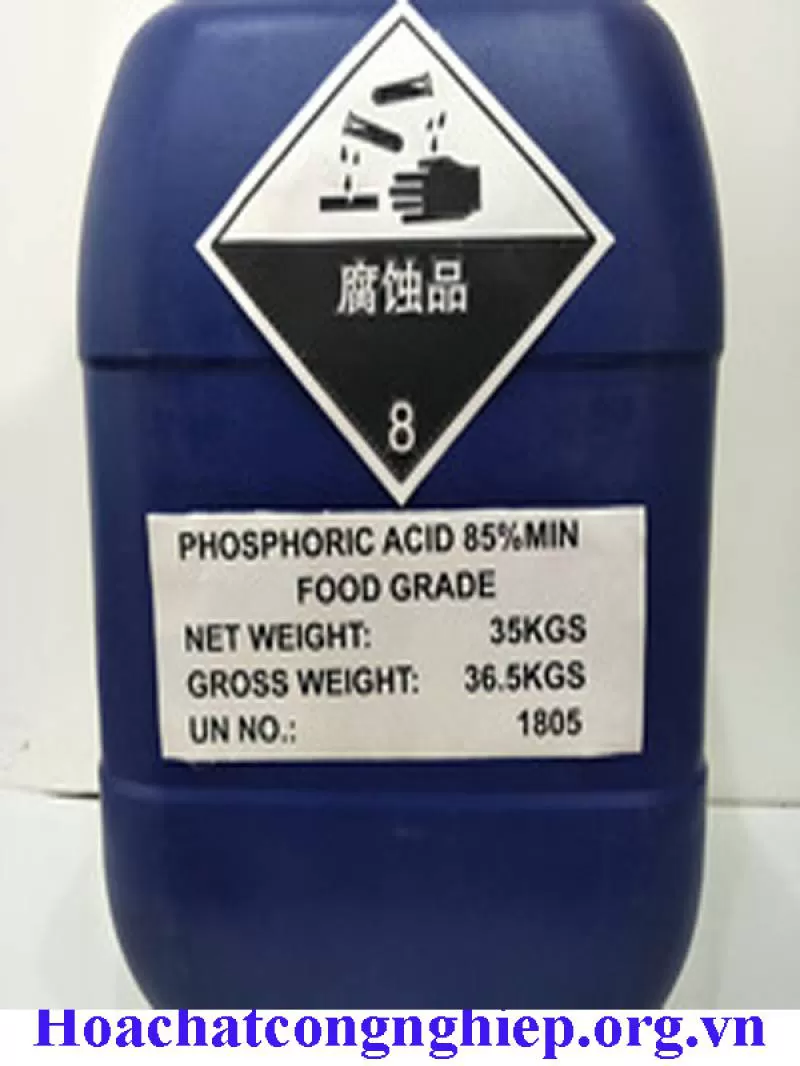 腐蚀品
8
PHOSPHORIC ACID 85%MIN
FOOD GRADE
NET WEIGHT: 35KGS
GROSS WEIGHT: 36.5KGS
UN NO.: 1805
Hoachatcongnghiep.org.vn